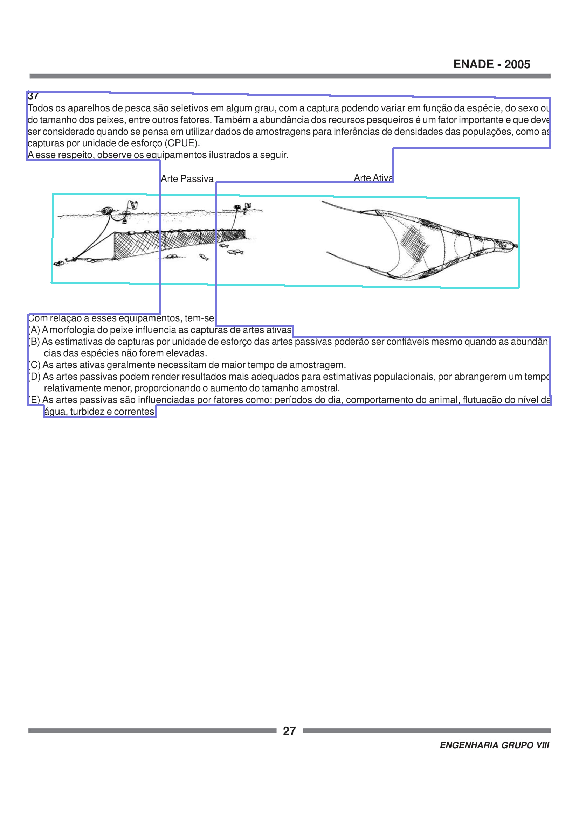 ENADE - 2005
37
Todos os aparelhos de pesca são seletivos em algum grau, com a captura podendo variar em função da espécie, do sexo ou
do tamanho dos peixes, entre outros fatores. Também a abundância dos recursos pesqueiros é um fator importante e que deve
ser considerado quando se pensa em utilizar dados de amostragens para inferências de densidades das populações, como as
capturas por unidade de esforço (CPUE).
A esse respeito, observe os equipamentos ilustrados a seguir.
Arte Passiva Arte Ativa
Com relação a esses equipamentos, tem-se:
(A) A morfologia do peixe influencia as capturas de artes ativas.
(B) As estimativas de capturas por unidade de esforço das artes passivas poderão ser confiáveis mesmo quando as abundân-
cias das espécies não forem elevadas.
(C) As artes ativas geralmente necessitam de maior tempo de amostragem.
(D) As artes passivas podem render resultados mais adequados para estimativas populacionais, por abrangerem um tempo
relativamente menor, proporcionando o aumento do tamanho amostral.
(E) As artes passivas são influenciadas por fatores como: períodos do dia, comportamento do animal, flutuação do nível da
água, turbidez e correntes.
27
ENGENHARIA GRUPO VIII